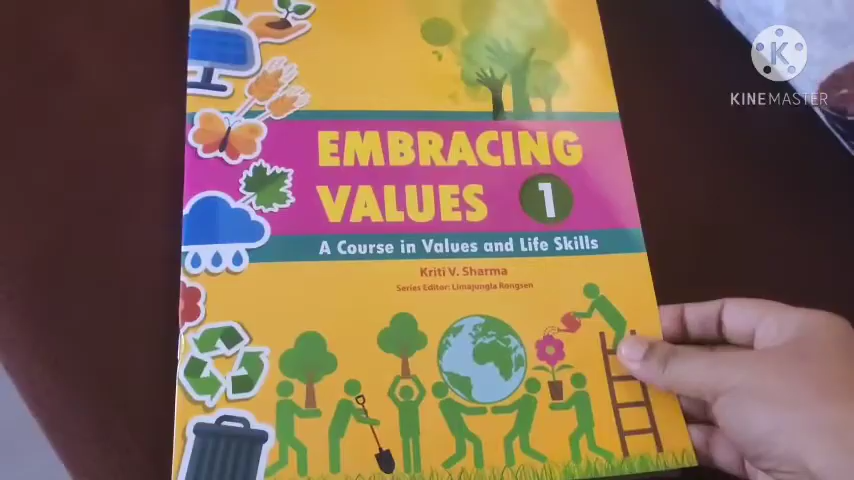 KINEMASTER
EMBRACING
VALUES 1
A Course in Values and Life Skills
Kriti V. Sharma
Series Editor: Limajungla Rongsen